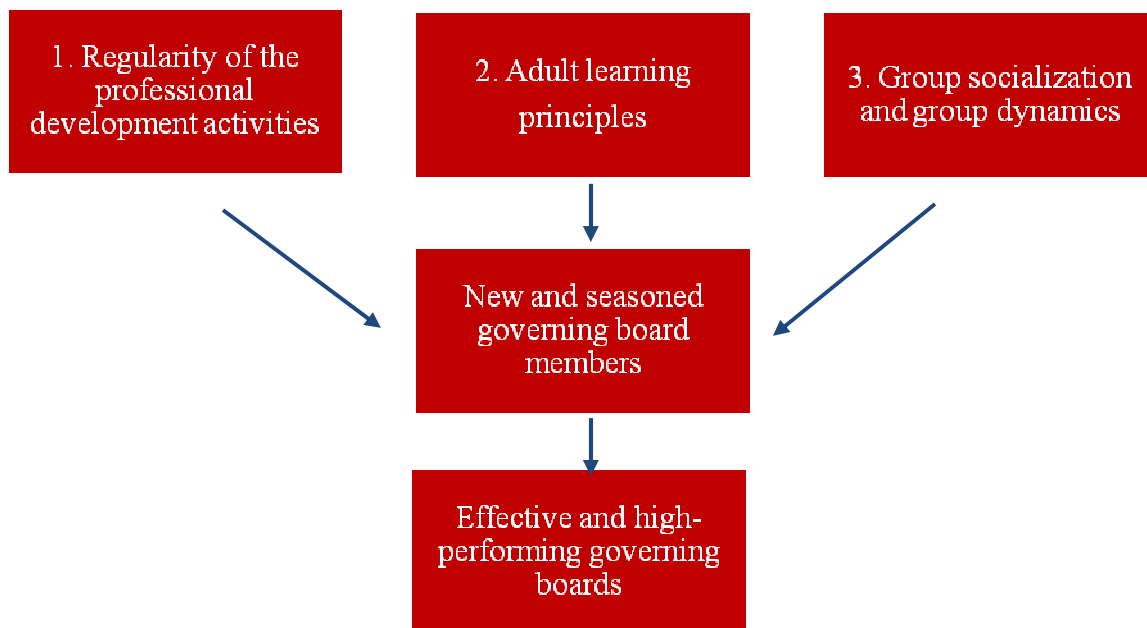 1. Regularity of the
professional
development activities
2. Adult learning
principles
3. Group socialization
and group dynamics
New and seasoned
governing board
members
Effective and high-
performing governing
boards